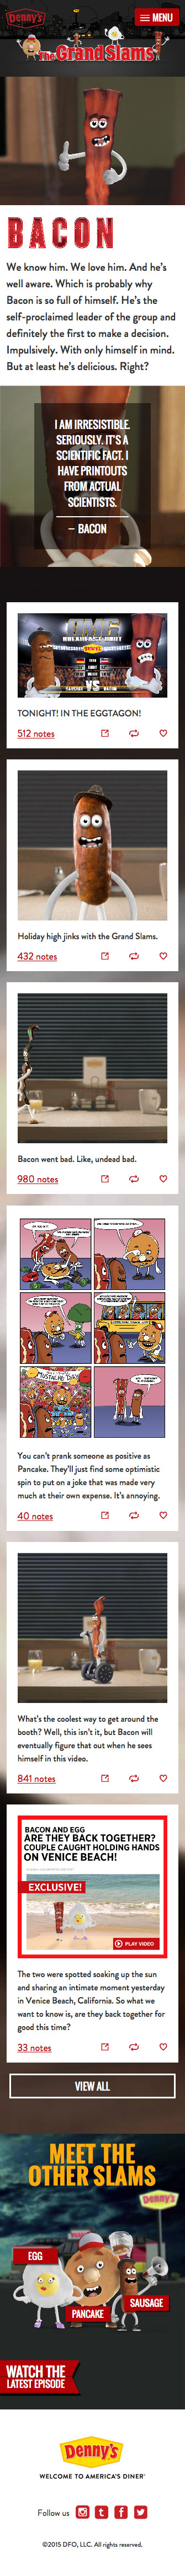 Denny's
MENU
The Grand Slams
BACON
We know him. We love him. And he's
well aware. Which is probably why
Bacon is so full of himself. He's the
self-proclaimed leader of the group and
definitely the first to make a decision.
Impulsively. With only himself in mind.
But at least he's delicious. Right?
I AM IRRESISTIBLE.
SERIOUSLY. IT'S A
SCIENTIFIC FACT. I
HAVE PRINTOUTS
FROM ACTUAL
SCIENTISTS.
– BACON
OMF
Denny's
VS
TONIGHT! IN THE EGGTAGON!
512 notes
Holiday high jinks with the Grand Slams.
432 notes
Bacon went bad. Like, undead bad.
980 notes
MUSTACHE DAY
You can't prank someone as positive as
Pancake. They'll just find some optimistic
spin to put on a joke that was made very
much at their own expense. It's annoying.
40 notes
What's the coolest way to get around the
booth? Well, this isn't it, but Bacon will
eventually figure that out when he sees
himself in this video.
841 notes
BACON AND EGG
ARE THEY BACK TOGETHER?
COUPLE CAUGHT HOLDING HANDS
ON VENICE BEACH!
EXCLUSIVE!
PLAY VIDEO
The two were spotted soaking up the sun
and sharing an intimate moment yesterday
in Venice Beach, California. So what we
want to know is, are they back together for
good this time?
33 notes
VIEW ALL
MEET THE
OTHER SLAMS
Denny's
EGG
PANCAKE
SAUSAGE
WATCH THE
LATEST EPISODE
Denny's
WELCOME TO AMERICA'S DINER
Follow us
©2015 DFO, LLC. All rights reserved.